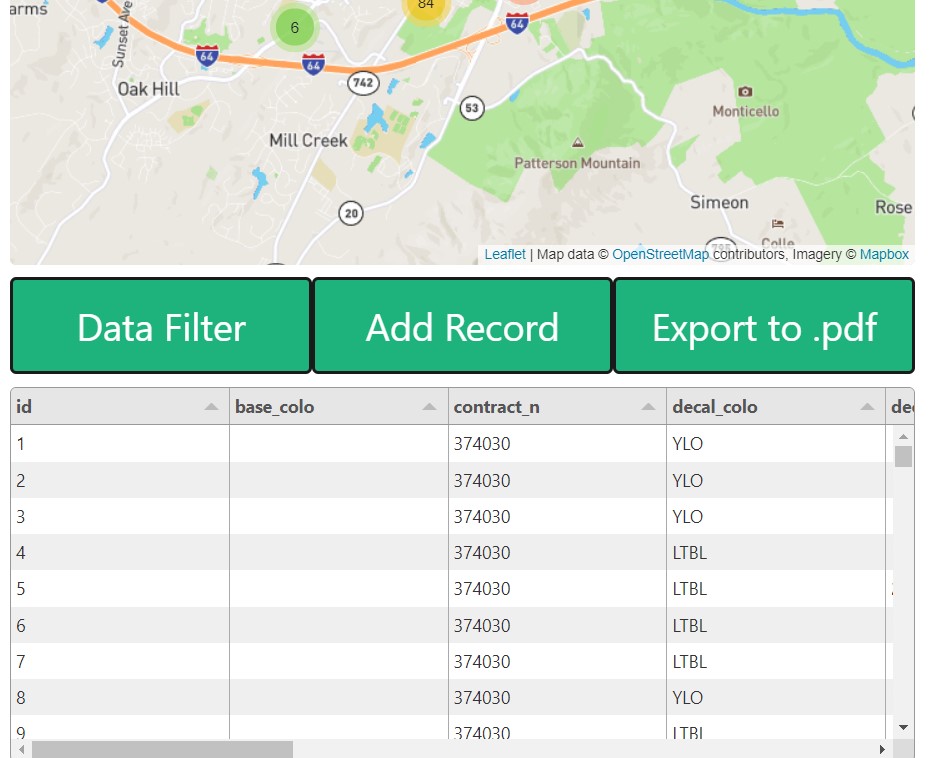 arms
Sunset Ave
6
84
64
64
64
Oak Hill
742
53
Monticello
Mill Creek
Patterson Mountain
20
Simeon
Rose
Colle
Leaflet | Map data © OpenStreetMap contributors, Imagery © Mapbox
Data Filter Add Record Export to .pdf
id base_colo contract_n decal_colo dec
1 374030 YLO
2 374030 YLO
3 374030 YLO
4 374030 LTBL
5 374030 LTBL
6 374030 LTBL
7 374030 LTBL
8 374030 YLO
9 374030 LTBL